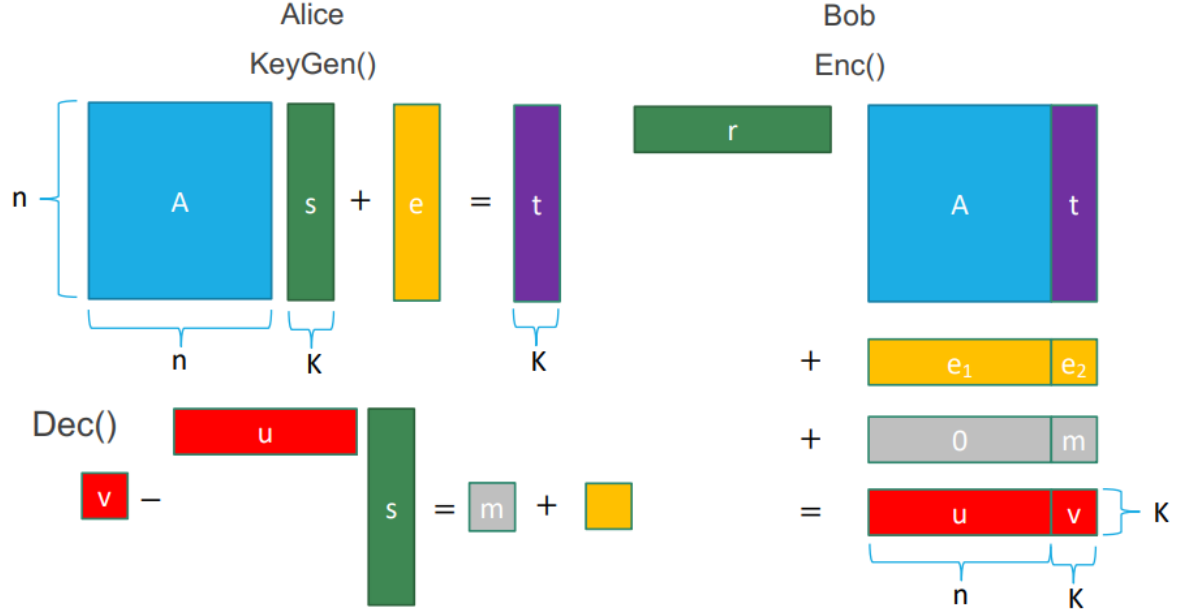 Alice Bob
KeyGen() Enc()
r
n A s + e = t A t
n K K
+ e₁ e₂
Dec() u + 0 m
v − s = m + = u v K
n K